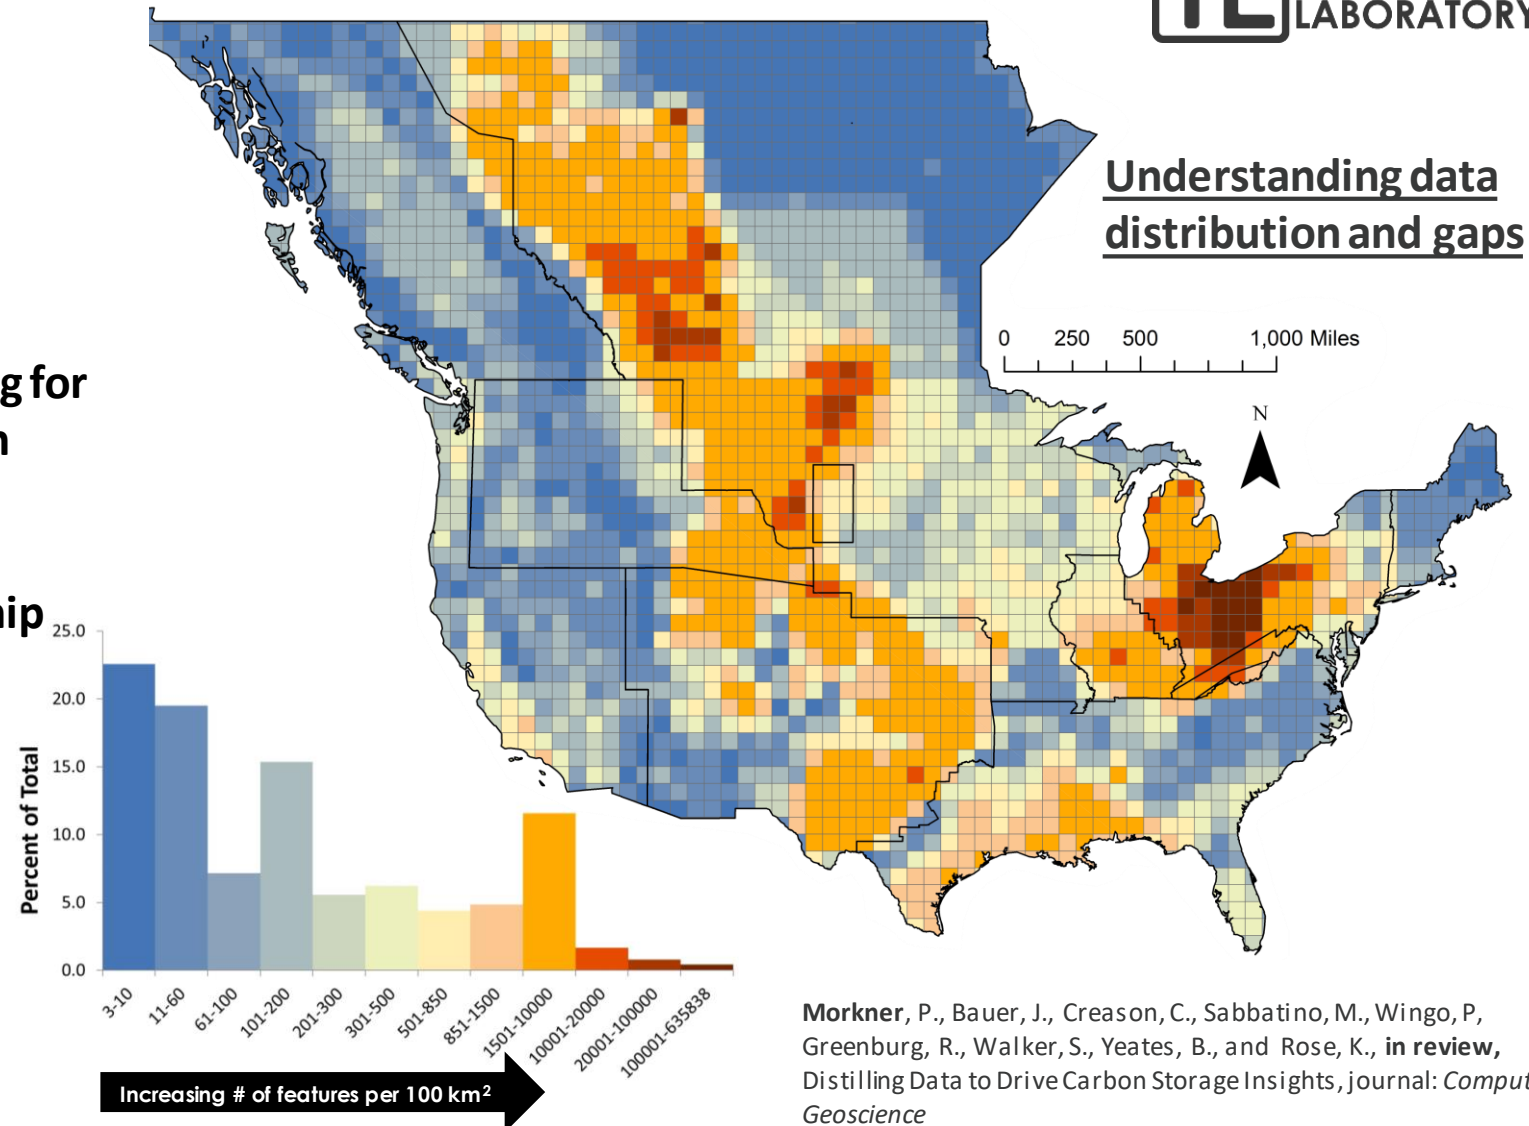 LABORATORY
Understanding data
distribution and gaps
0 250 500 1,000 Miles
N
g for
n
ip
25.0
20.0
15.0
10.0
5.0
0.0
Percent of Total
3-10
11-60
61-100
101-200
201-300
301-500
501-850
851-1500
1501-10000
10001-20000
20001-100000
100001-635838
Increasing # of features per 100 km²
Morkner, P., Bauer, J., Creason, C., Sabbatino, M., Wingo, P,
Greenburg, R., Walker, S., Yeates, B., and Rose, K., in review,
Distilling Data to Drive Carbon Storage Insights, journal: Comput
Geoscience